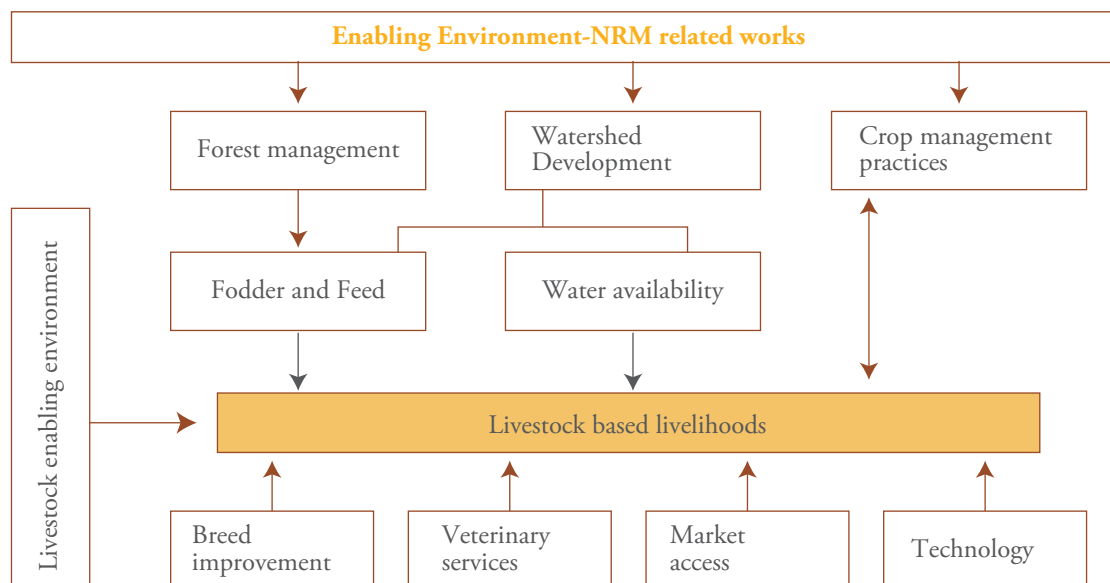 Enabling Environment-NRM related works
Forest management
Watershed
Development
Crop management
practices
Livestock enabling environment
Fodder and Feed
Water availability
Livestock based livelihoods
Breed
improvement
Veterinary
services
Market
access
Technology